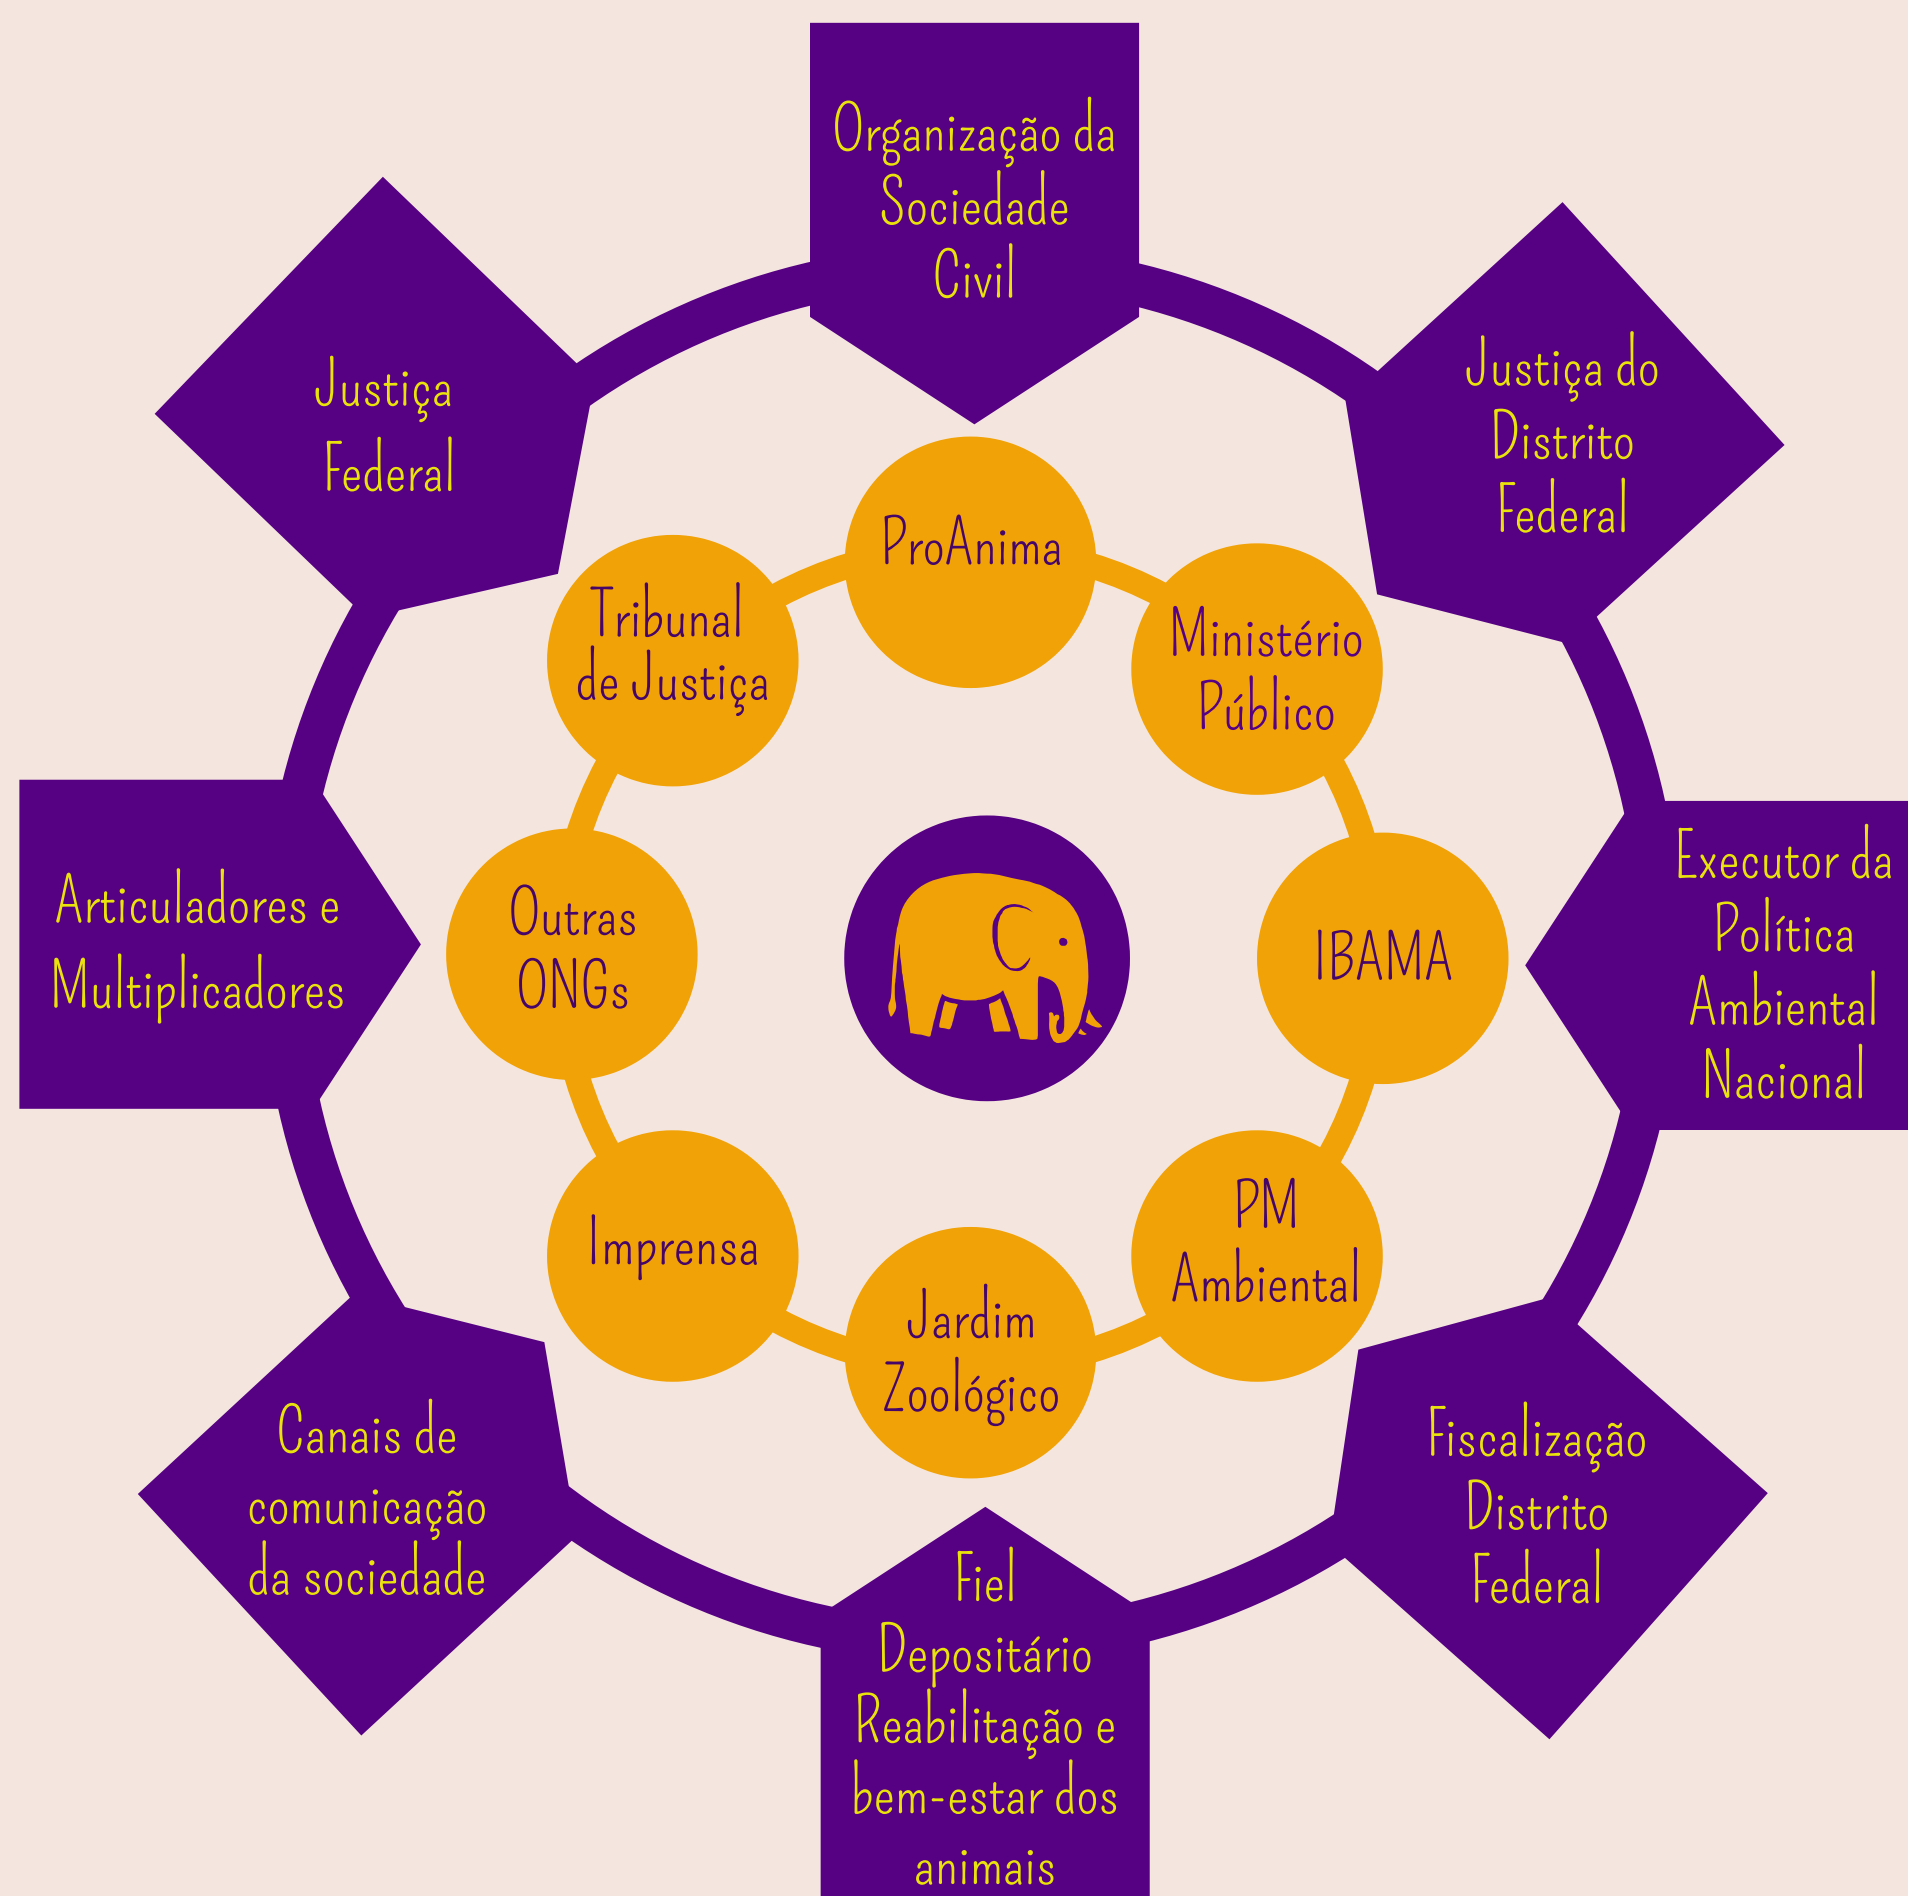 Organização da
Sociedade
Civil
Justiça
Federal
Justiça do
Distrito
Federal
ProAnima
Tribunal
de Justiça
Ministério
Público
Articuladores e
Multiplicadores
Outras
ONGs
IBAMA
Executor da
Política
Ambiental
Nacional
Imprensa
PM
Ambiental
Jardim
Zoológico
Canais de
comunicação
da sociedade
Fiscalização
Distrito
Federal
Fiel
Depositário
Reabilitação e
bem-estar dos
animais